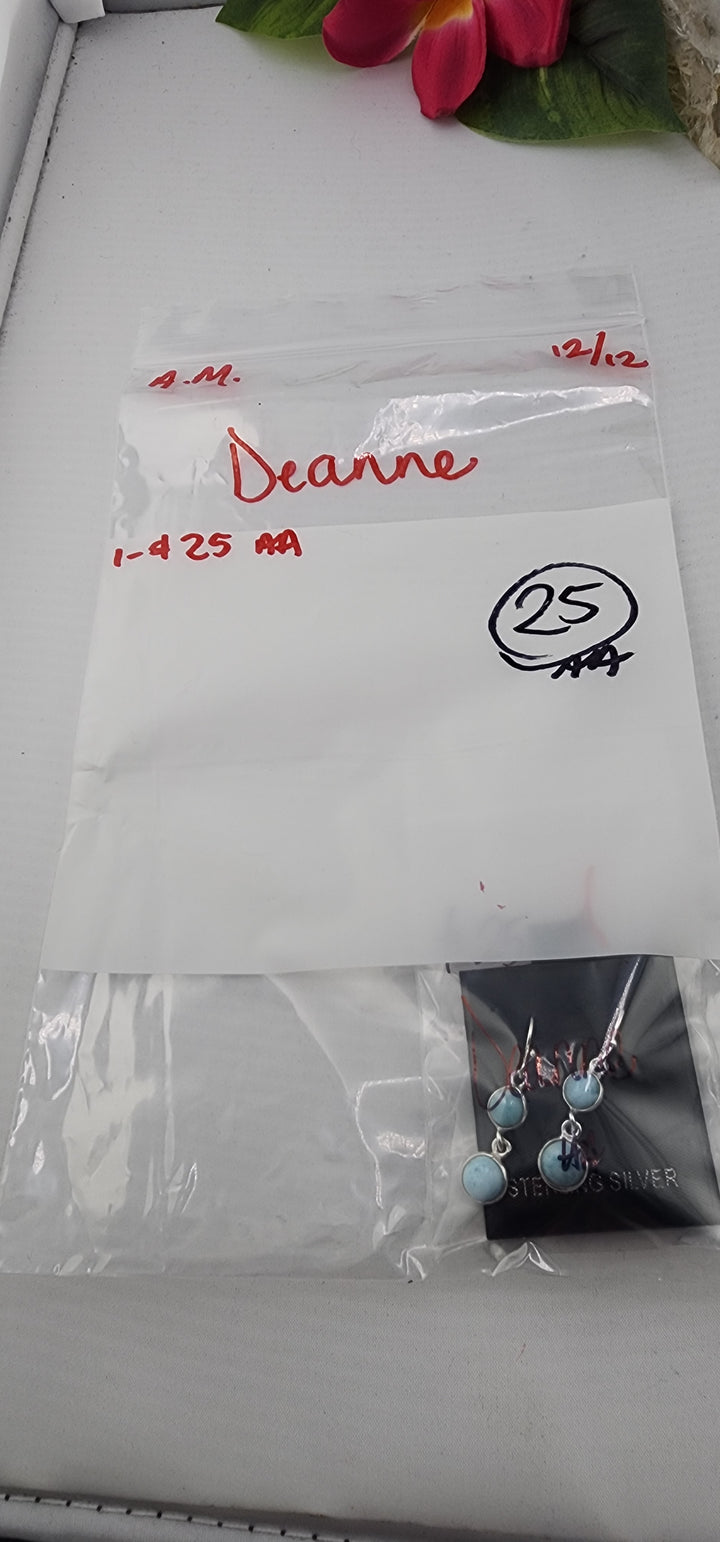 A.M. 12/12
Deanne
1-$25 AA
25
AA
STERLING SILVER